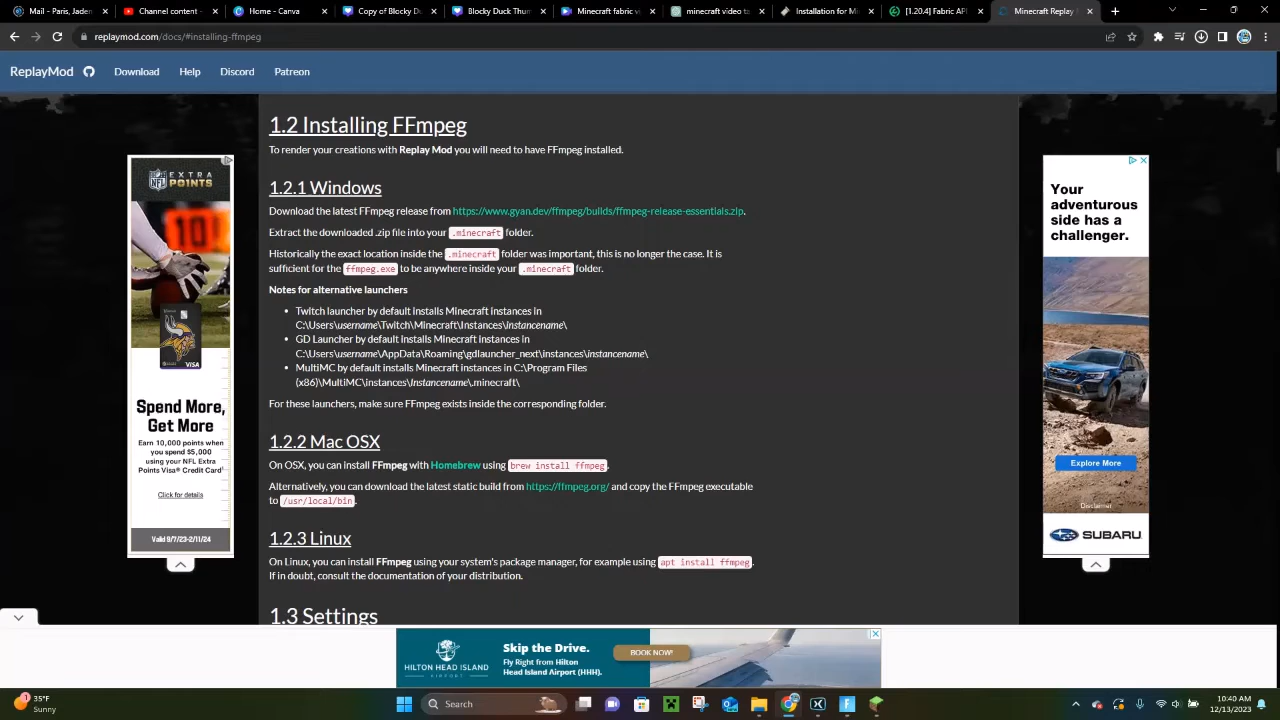 Mail - Paris, Jaden
Channel content -
Home - Canva
Copy of Blocky Du
Blocky Duck Thum
Minecraft fabric v
minecraft video ta
Installation for Mi
[1.20.4] Fabric API
Minecraft Replay
replaymod.com/docs/#installing-ffmpeg
ReplayMod
Download
Help
Discord
Patreon
1.2 Installing FFmpeg
To render your creations with Replay Mod you will need to have FFmpeg installed.
1.2.1 Windows
Download the latest FFmpeg release from https://www.gyan.dev/ffmpeg/builds/ffmpeg-release-essentials.zip.
Extract the downloaded .zip file into your .minecraft folder.
Historically the exact location inside the .minecraft folder was important, this is no longer the case. It is
sufficient for the ffmpeg.exe to be anywhere inside your .minecraft folder.
Notes for alternative launchers
Twitch launcher by default installs Minecraft instances in
C:\Users\username\Twitch\Minecraft\Instances\instancename\
GD Launcher by default installs Minecraft instances in
C:\Users\username\AppData\Roaming\gdlauncher_next\instances\instancename\
MultiMC by default installs Minecraft instances in C:\Program Files
(x86)\MultiMC\instances\instancename\.minecraft\
For these launchers, make sure FFmpeg exists inside the corresponding folder.
1.2.2 Mac OSX
On OSX, you can install FFmpeg with Homebrew using brew install ffmpeg.
Alternatively, you can download the latest static build from https://ffmpeg.org/ and copy the FFmpeg executable
to /usr/local/bin.
1.2.3 Linux
On Linux, you can install FFmpeg using your system's package manager, for example using apt install ffmpeg.
If in doubt, consult the documentation of your distribution.
1.3 Settings
NFL EXTRA
POINTS
VISA
Spend More,
Get More
Earn 10,000 points when
you spend $5,000
using your NFL Extra
Points Visa® Credit Card
Click for details
Valid 9/7/23-2/11/24
Your
adventurous
side has a
challenger.
Explore More
Disclaimer
SUBARU
HILTON HEAD ISLAND
AIRPORT
Skip the Drive.
Fly Right from Hilton
Head Island Airport (HHH).
BOOK NOW!
35°F
Sunny
Search
10:40 AM
12/13/2023